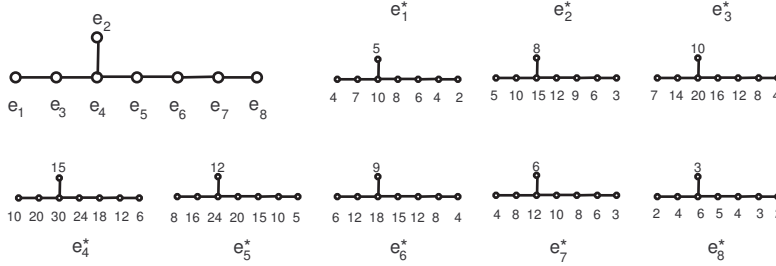 e₁* e₂* e₃*
e₂
5 8 10
4 7 10 8 6 4 2 5 10 15 12 9 6 3 7 14 20 16 12 8 4
e₁ e₃ e₄ e₅ e₆ e₇ e₈
15 12 9 6 3
10 20 30 24 18 12 6 8 16 24 20 15 10 5 6 12 18 15 12 8 4 4 8 12 10 8 6 3 2 4 6 5 4 3
e₄* e₅* e₆* e₇* e₈*